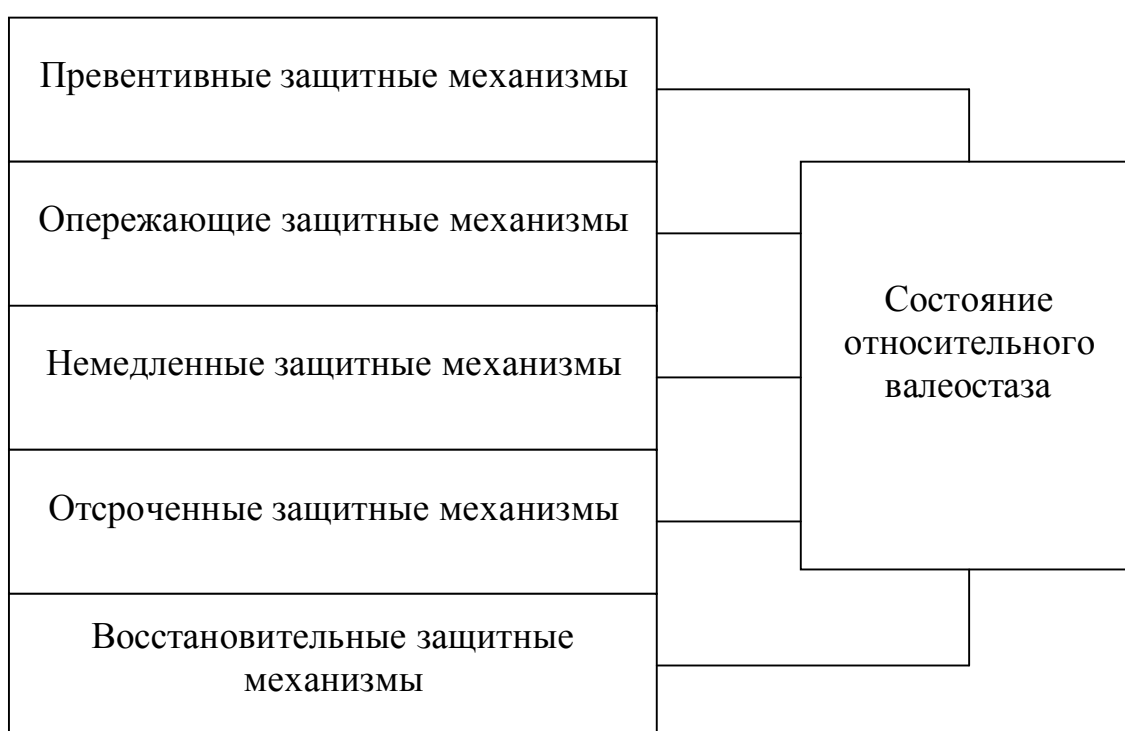 Превентивные защитные механизмы
Опережающие защитные механизмы
Немедленные защитные механизмы
Отсроченные защитные механизмы
Восстановительные защитные
механизмы
Состояние
относительного
валеостаза